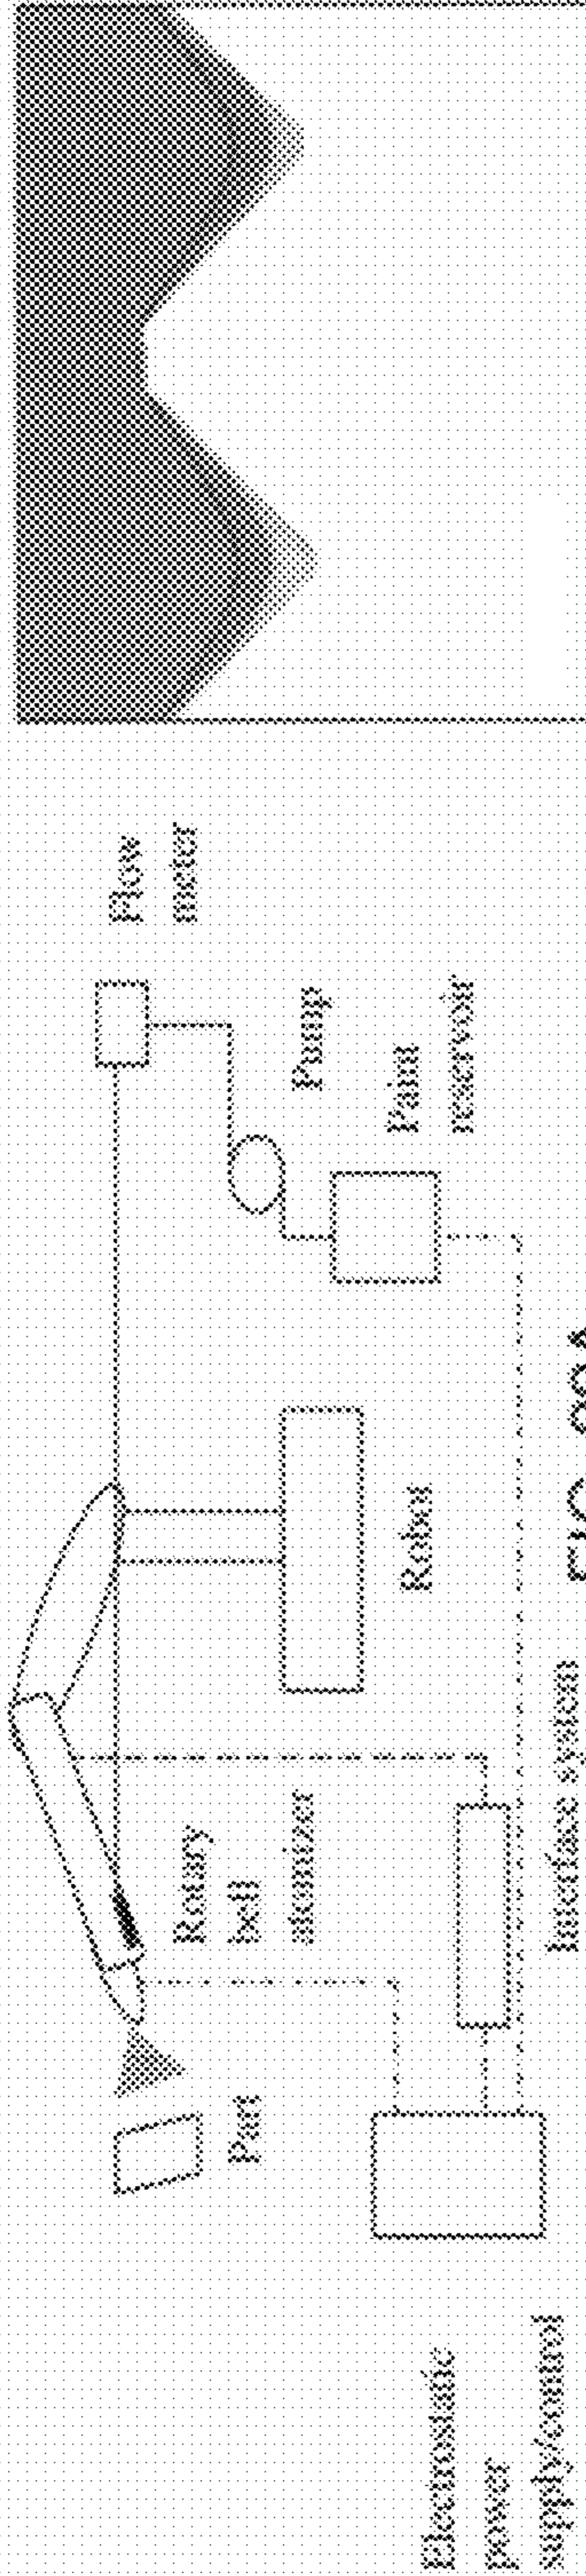 Electrostatic
power
supply/control
Part
Rotary
bell
atomizer
Interface system
Robot
Paint
reservoir
Pump
Flow
meter